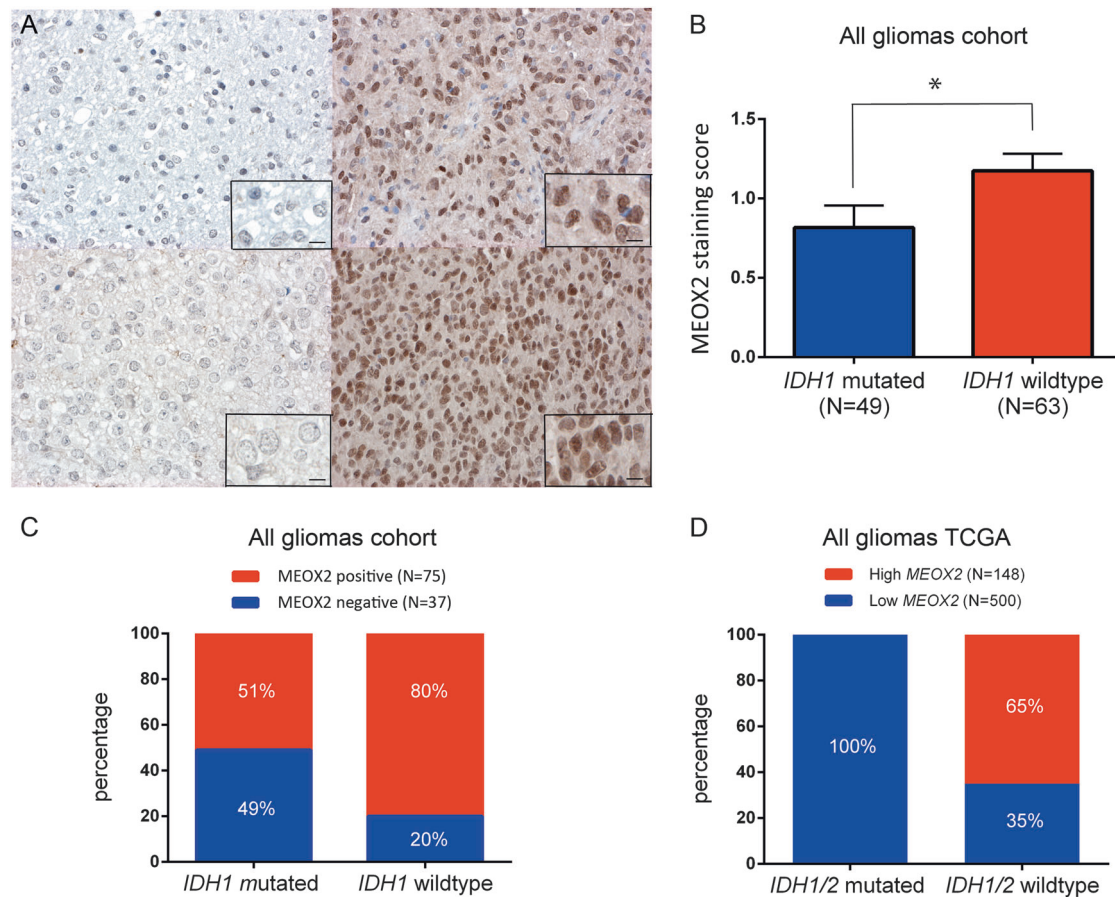 A
B
All gliomas cohort
*
MEOX2 staining score
1.5
1.0
0.5
0.0
IDH1 mutated
(N=49)
IDH1 wildtype
(N=63)
C
All gliomas cohort
MEOX2 positive (N=75)
MEOX2 negative (N=37)
percentage
100
80
60
40
20
0
51%
49%
80%
20%
IDH1 mutated
IDH1 wildtype
D
All gliomas TCGA
High MEOX2 (N=148)
Low MEOX2 (N=500)
percentage
100
80
60
40
20
0
100%
65%
35%
IDH1/2 mutated
IDH1/2 wildtype